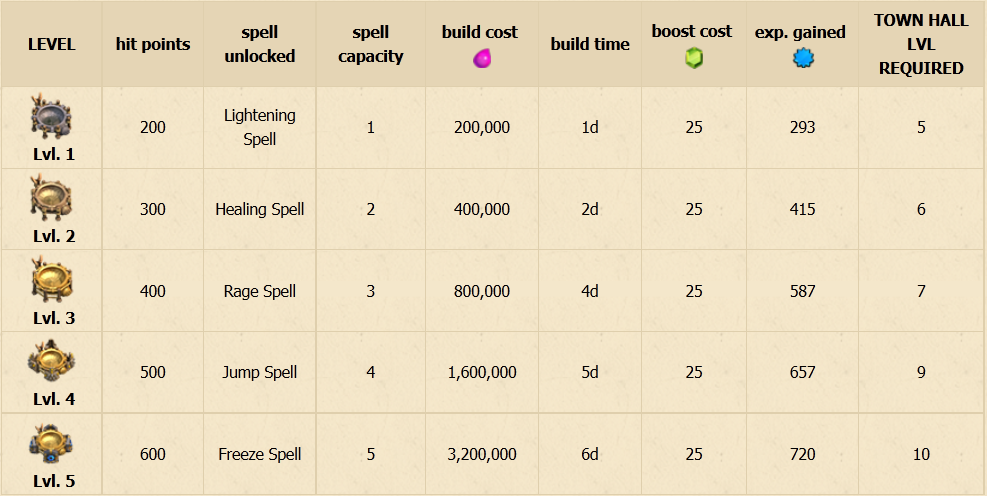 LEVEL hit points spell unlocked spell capacity build cost build time boost cost exp. gained TOWN HALL LVL REQUIRED
Lvl. 1 200 Lightening Spell 1 200,000 1d 25 293 5
Lvl. 2 300 Healing Spell 2 400,000 2d 25 415 6
Lvl. 3 400 Rage Spell 3 800,000 4d 25 587 7
Lvl. 4 500 Jump Spell 4 1,600,000 5d 25 657 9
Lvl. 5 600 Freeze Spell 5 3,200,000 6d 25 720 10